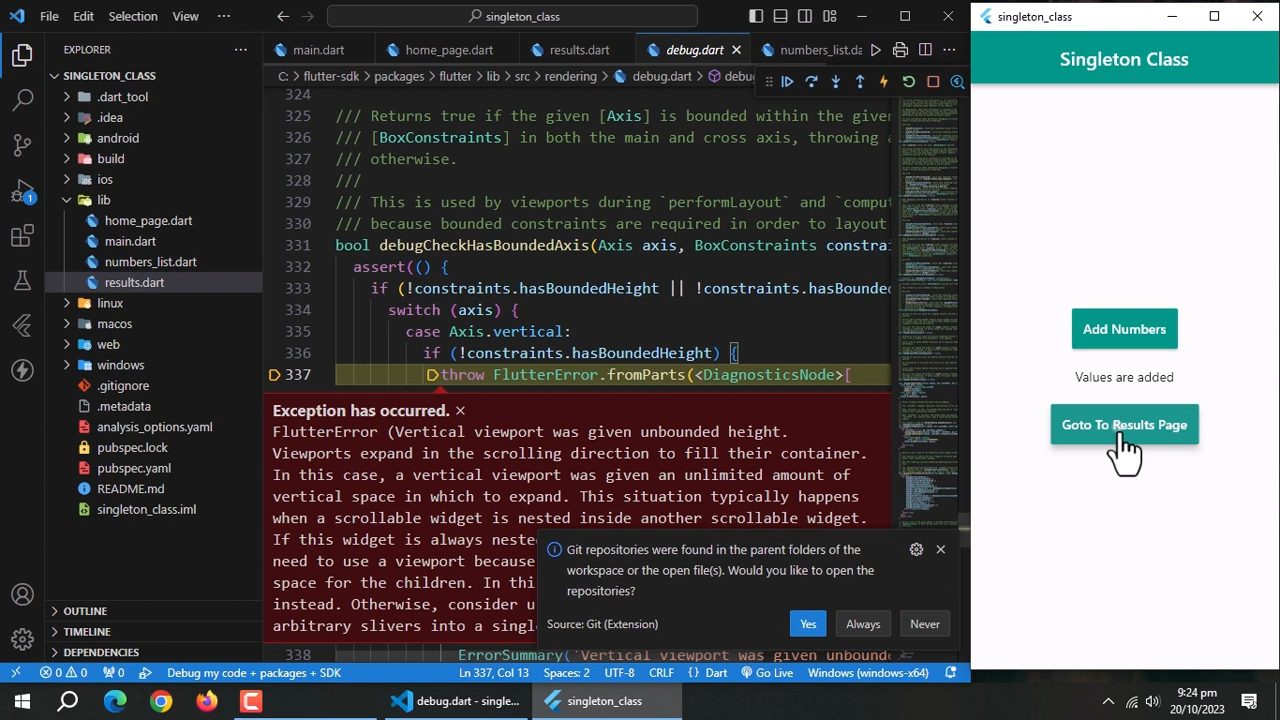 File Edit Selection View ··· singleton_class
EXPLORER ···
SINGLETON_CLASS
.dart_tool
.idea
android
build
ios
lib
home_page.dart
main.dart
numbers_list.dart
results.dart
linux
macos
web
windows
.gitignore
.metadata
analysis_options.yaml
pubspec.lock
pubspec.yaml
README.md
singleton_class.iml
OUTLINE
TIMELINE
DEPENDENCIES
main.dart home_page.dart results.dart debug.dart numbers_list.da
C: > flutter-sdk > packages > flutter > lib > src > rendering > debug.dart > debug
324
325 /// Returns true if the given [Axis] is bounded within the given
326 /// [BoxConstraints] in both the main and cross axis, throwing a
327 /// otherwise.
328 ///
329 /// This is used by viewports during `performLayout` and `comput
330 /// because bounded constraints are required in order to layout
331 bool debugCheckHasBoundedAxis(Axis axis, BoxConstraints constrai
332 assert(() {
333 if (!constraints.hasBoundedHeight || !constraints.hasBounded
334 switch (axis) {
335 case Axis.vertical:
336 if (!constraints.hasBoundedHeight) {
337 throw FlutterError.fromParts(<DiagnosticsNode>[
Exception has occurred. ×
FlutterError (Vertical viewport was given unbounded height.
Viewports expand in the scrolling direction to fill their container.
In this case, a vertical viewport was given an unlimited amount of
vertical space in which to expand. This situation typically happens
when a scrollable widget is nested inside another scrollable widget.
If this widget is always neste
need to use a viewport because
space for the children. In thi
instead. Otherwise, consider u
arbitrary slivers into a singl
338 ErrorSummary('Vertical viewport was given unbounde
Git repositories were found in the parent folders of the
workspace or the open file(s). Would you like to open the
repositories?
Source: Git (Extension) Yes Always Never
0 0 0 Debug my code + packages + SDK Ln 337, Col 13 Spaces: 2 UTF-8 CRLF {} Dart Go Live Windows (windows-x64)
singleton_class
Singleton Class
Add Numbers
Values are added
Goto To Results Page
debug.dart - single... singleton_class
9:24 pm
20/10/2023